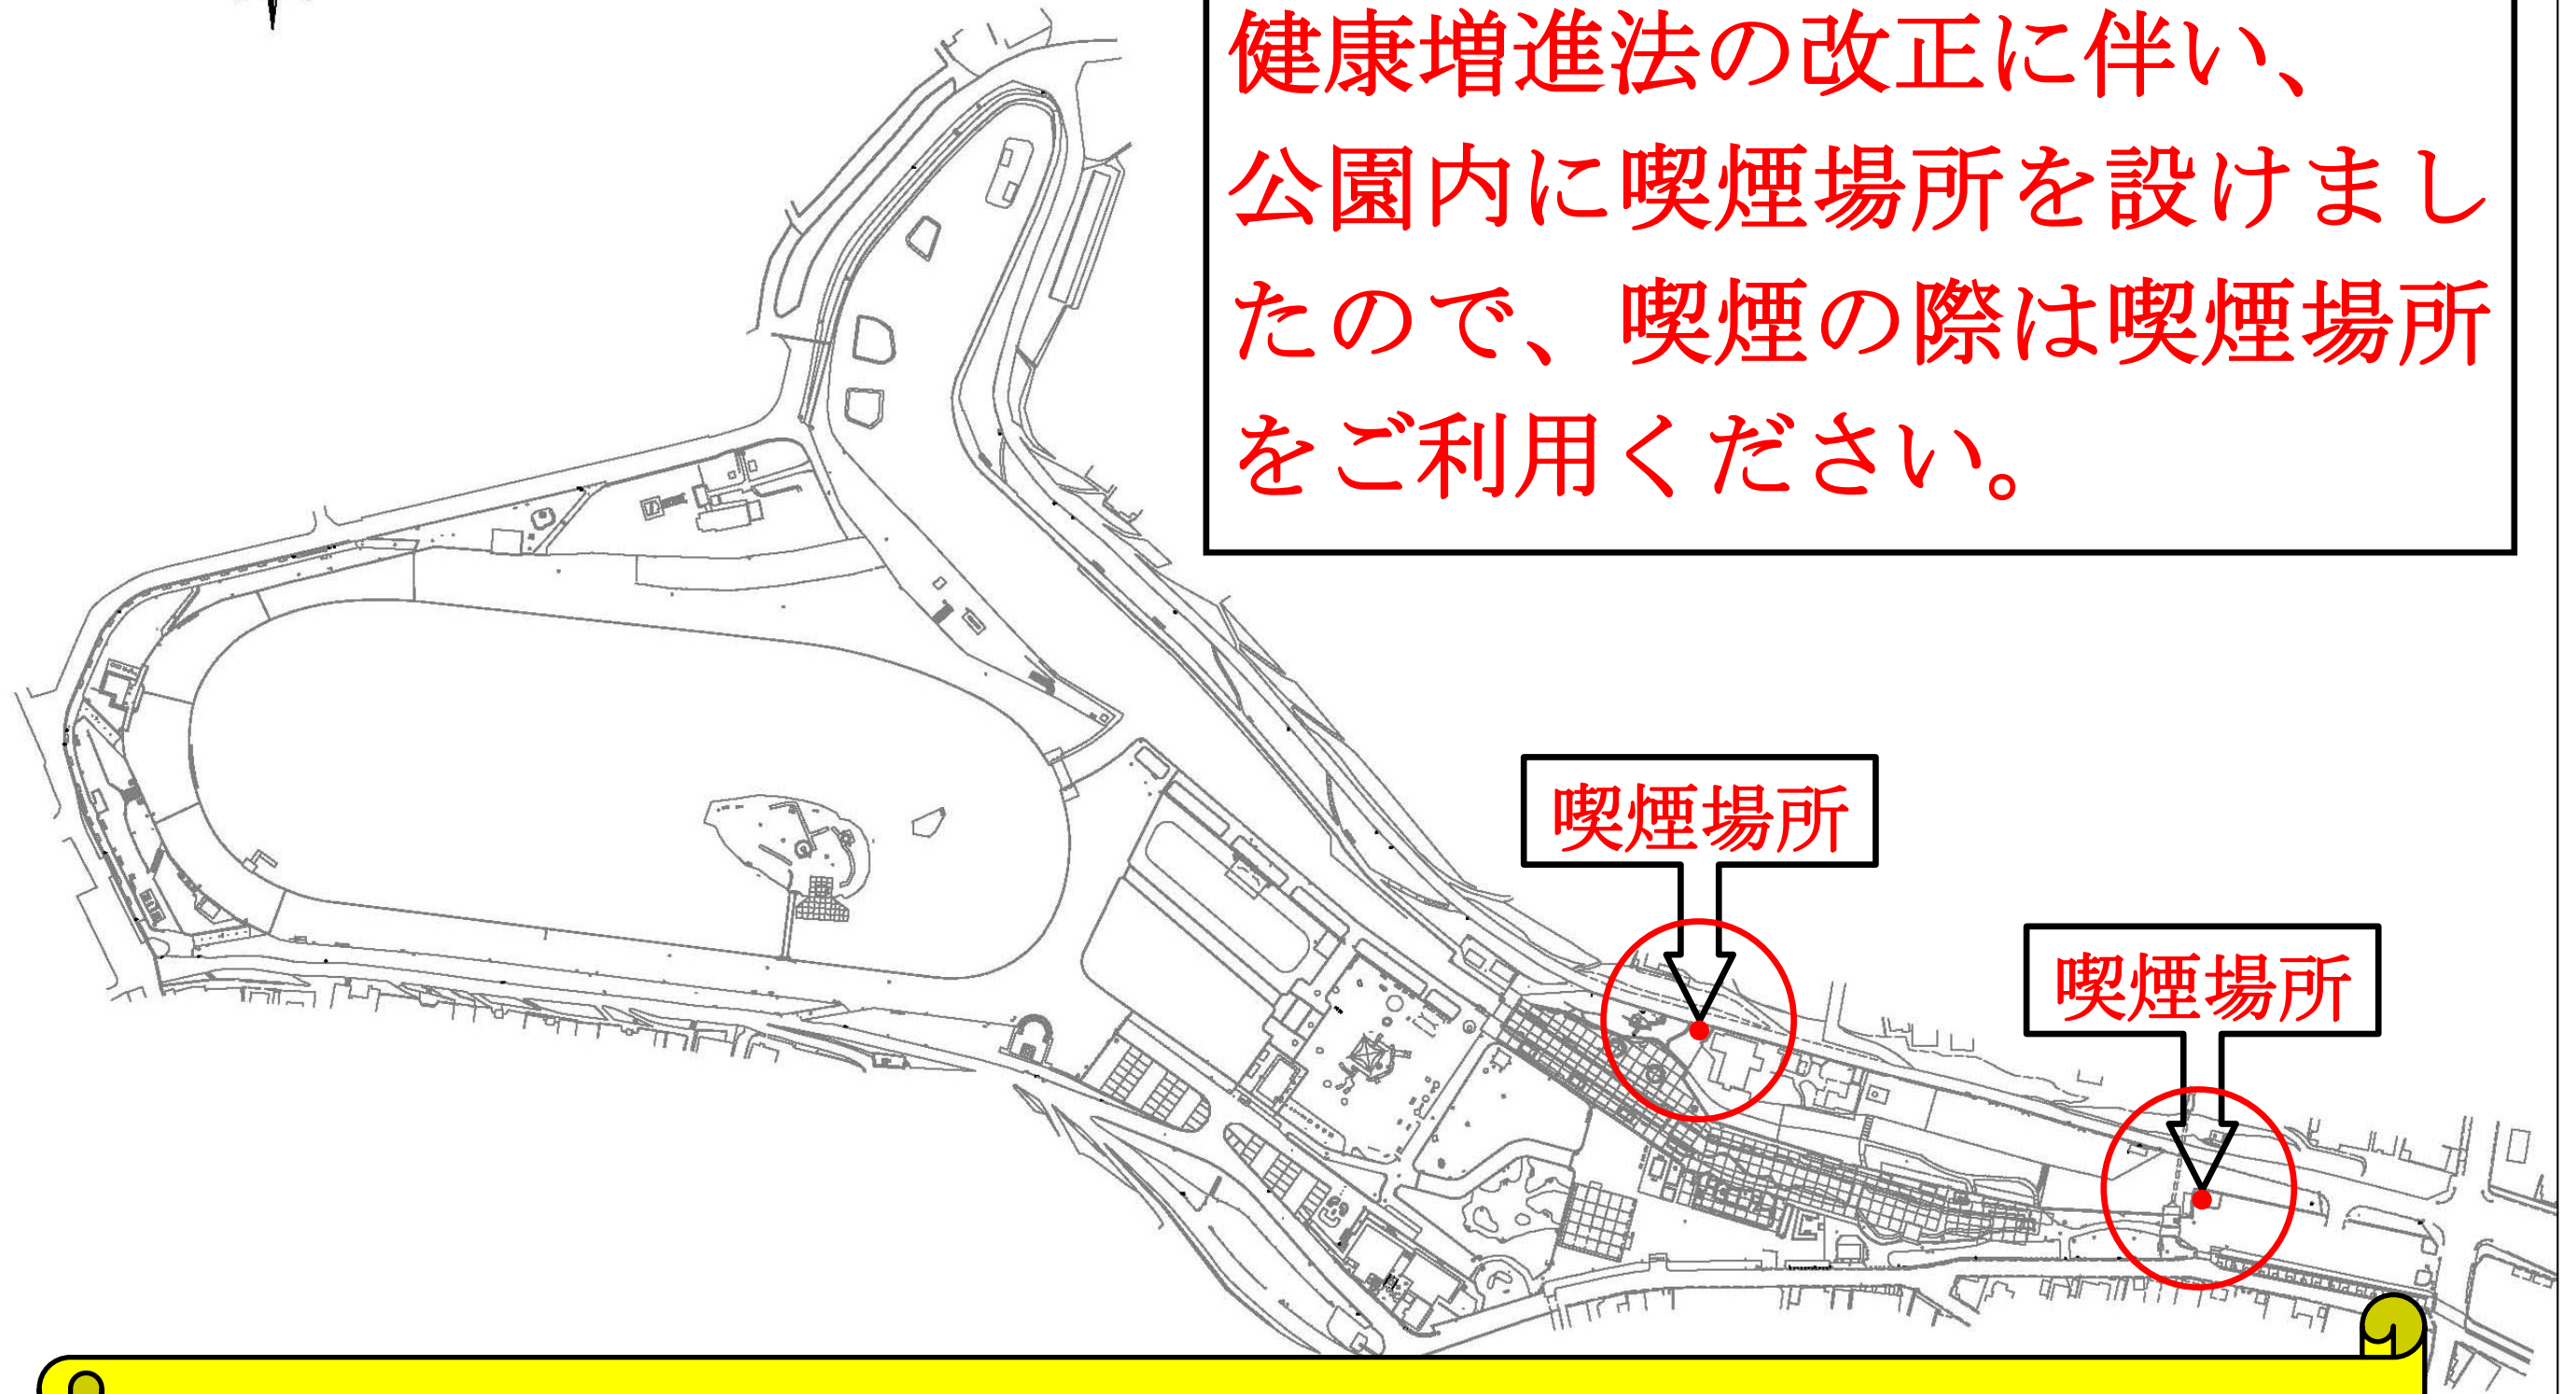 健康増進法の改正に伴い、
公園内に喫煙場所を設けまし
たので、喫煙の際は喫煙場所
をご利用ください。
喫煙場所
喫煙場所